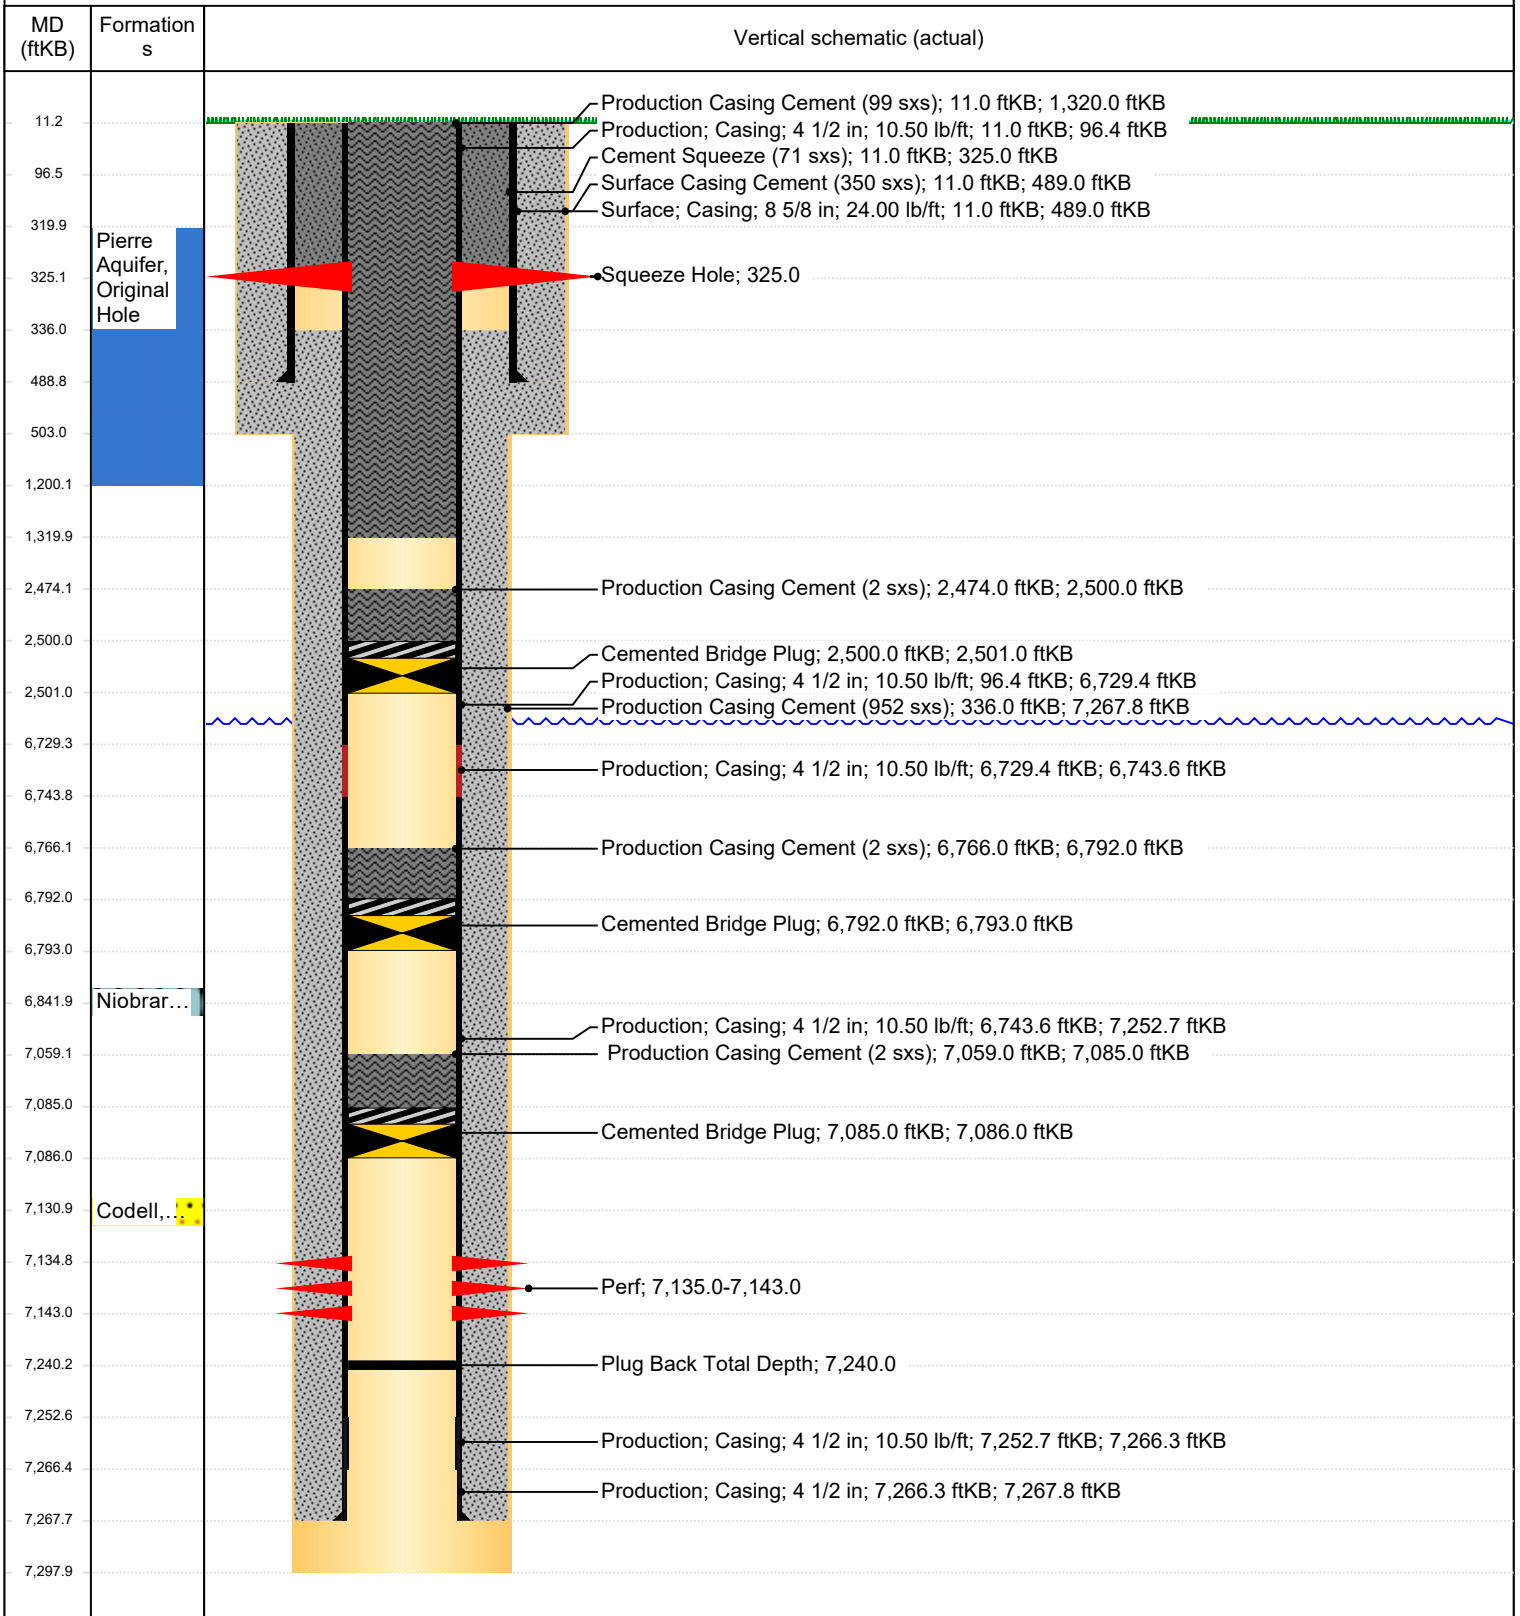 MD
(ftKB)
Formation
s
Vertical schematic (actual)
11.2
96.5
319.9
325.1
336.0
488.8
503.0
1,200.1
1,319.9
2,474.1
2,500.0
2,501.0
6,729.3
6,743.8
6,766.1
6,792.0
6,793.0
6,841.9
7,059.1
7,085.0
7,086.0
7,130.9
7,134.8
7,143.0
7,240.2
7,252.6
7,266.4
7,267.7
7,297.9
Pierre
Aquifer,
Original
Hole
Niobrar...
Codell,...
Production Casing Cement (99 sxs); 11.0 ftKB; 1,320.0 ftKB
Production; Casing; 4 1/2 in; 10.50 lb/ft; 11.0 ftKB; 96.4 ftKB
Cement Squeeze (71 sxs); 11.0 ftKB; 325.0 ftKB
Surface Casing Cement (350 sxs); 11.0 ftKB; 489.0 ftKB
Surface; Casing; 8 5/8 in; 24.00 lb/ft; 11.0 ftKB; 489.0 ftKB
Squeeze Hole; 325.0
Production Casing Cement (2 sxs); 2,474.0 ftKB; 2,500.0 ftKB
Cemented Bridge Plug; 2,500.0 ftKB; 2,501.0 ftKB
Production; Casing; 4 1/2 in; 10.50 lb/ft; 96.4 ftKB; 6,729.4 ftKB
Production Casing Cement (952 sxs); 336.0 ftKB; 7,267.8 ftKB
Production; Casing; 4 1/2 in; 10.50 lb/ft; 6,729.4 ftKB; 6,743.6 ftKB
Production Casing Cement (2 sxs); 6,766.0 ftKB; 6,792.0 ftKB
Cemented Bridge Plug; 6,792.0 ftKB; 6,793.0 ftKB
Production; Casing; 4 1/2 in; 10.50 lb/ft; 6,743.6 ftKB; 7,252.7 ftKB
Production Casing Cement (2 sxs); 7,059.0 ftKB; 7,085.0 ftKB
Cemented Bridge Plug; 7,085.0 ftKB; 7,086.0 ftKB
Perf; 7,135.0-7,143.0
Plug Back Total Depth; 7,240.0
Production; Casing; 4 1/2 in; 10.50 lb/ft; 7,252.7 ftKB; 7,266.3 ftKB
Production; Casing; 4 1/2 in; 7,266.3 ftKB; 7,267.8 ftKB